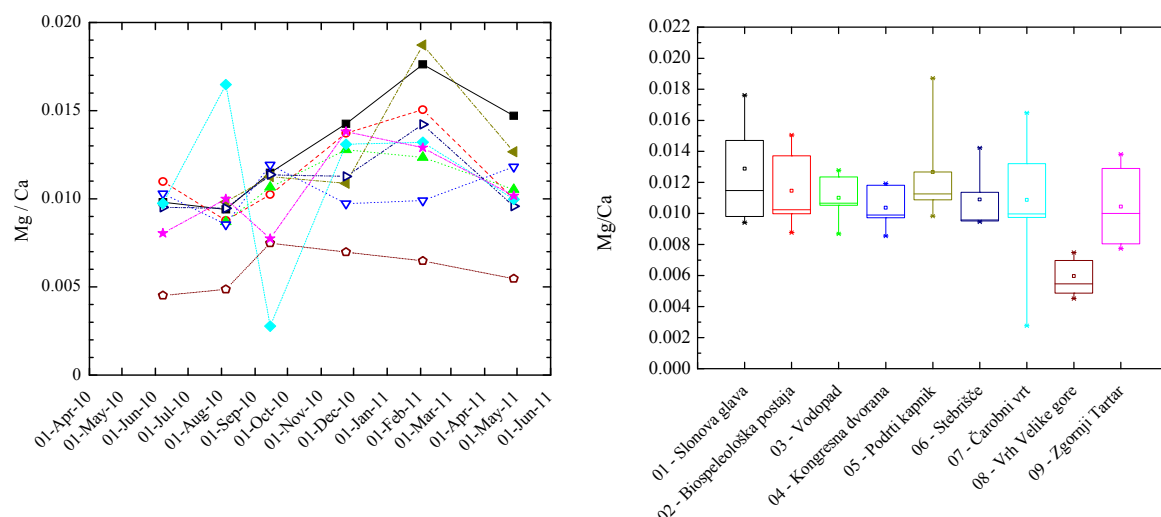 0.020
0.015
0.010
0.005
0
Mg / Ca
01-Apr-10
01-May-10
01-Jun-10
01-Jul-10
01-Aug-10
01-Sep-10
01-Oct-10
01-Nov-10
01-Dec-10
01-Jan-11
01-Feb-11
01-Mar-11
01-Apr-11
01-May-11
01-Jun-11
0.022
0.020
0.018
0.016
0.014
0.012
0.010
0.008
0.006
0.004
0.002
0.000
Mg/Ca
01 - Slonova glava
02 - Biospeleološka postaja
03 - Vodopad
04 - Kongresna dvorana
05 - Podrti kapnik
06 - Stebrišče
07 - Čarobni vrt
08 - Vrh Velike gore
09 - Zgornji Tartar